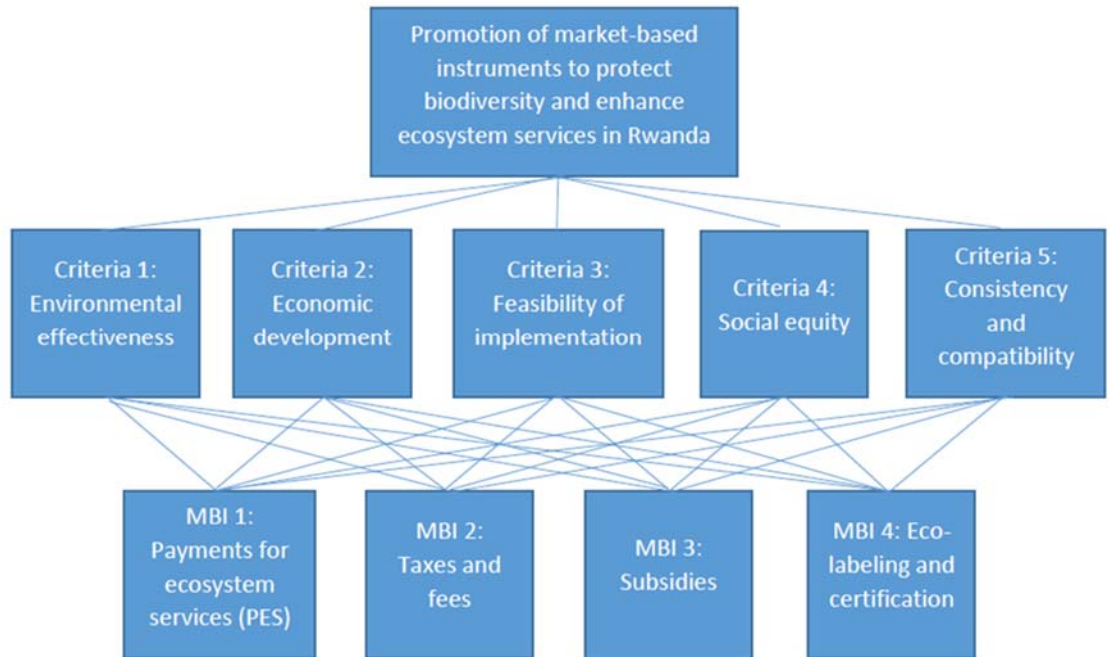 Promotion of market-based
instruments to protect
biodiversity and enhance
ecosystem services in Rwanda
Criteria 1:
Environmental
effectiveness
Criteria 2:
Economic
development
Criteria 3:
Feasibility of
implementation
Criteria 4:
Social equity
Criteria 5:
Consistency
and
compatibility
MBI 1:
Payments for
ecosystem
services (PES)
MBI 2:
Taxes and
fees
MBI 3:
Subsidies
MBI 4: Eco-
labeling and
certification